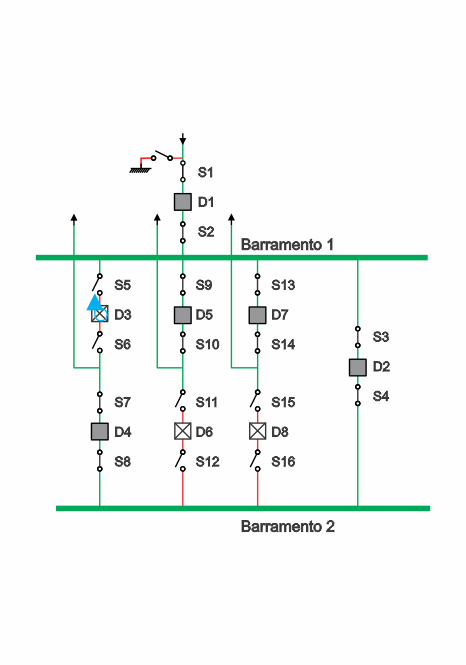 S1
D1
S2
Barramento 1
S5
S9
S13
D3
D5
D7
S6
S10
S14
S3
D2
S4
S7
S11
S15
D4
D6
D8
S8
S12
S16
Barramento 2